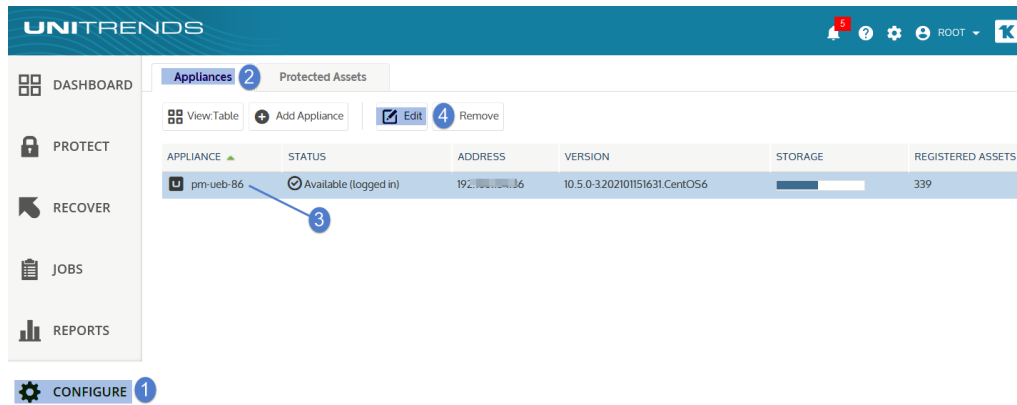 UNITRENDS
5
?
ROOT
DASHBOARD
PROTECT
RECOVER
JOBS
REPORTS
CONFIGURE 1
Appliances 2 Protected Assets
View:Table Add Appliance Edit 4 Remove
APPLIANCE STATUS ADDRESS VERSION STORAGE REGISTERED ASSETS
pm-ueb-86 Available (logged in) 10.5.0-3.202101151631.CentOS6 339
3